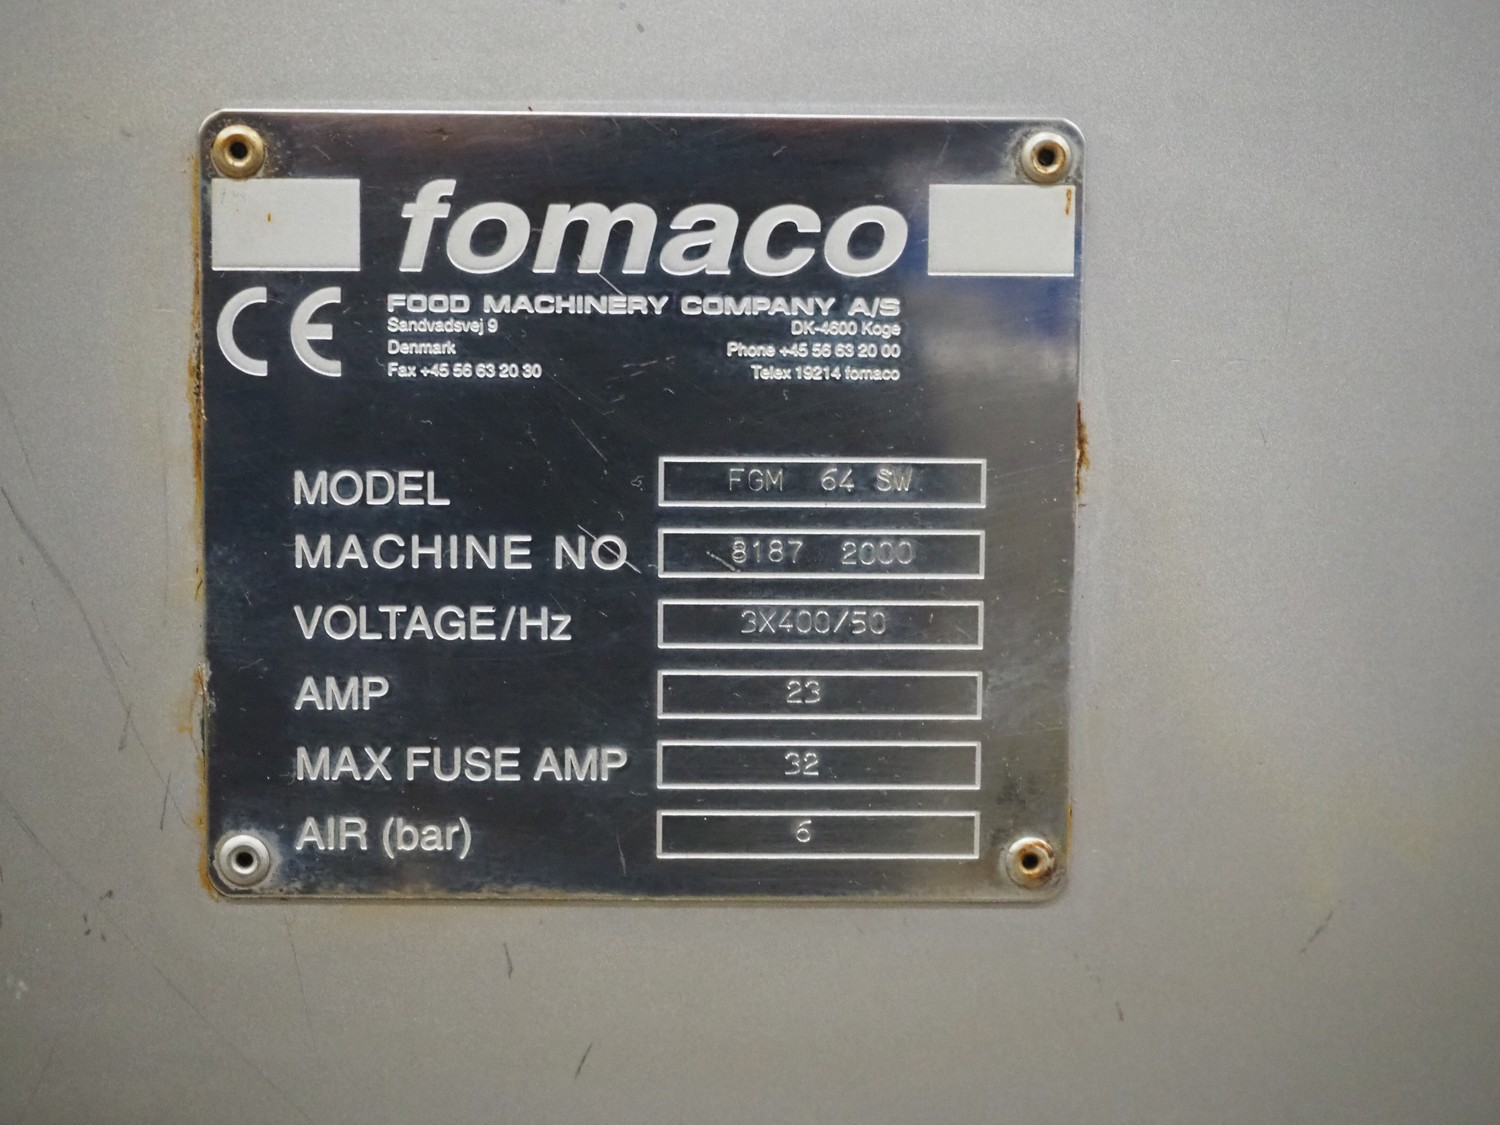 fomaco
CE
FOOD MACHINERY COMPANY A/S
Sandvadsvej 9 DK-4600 Koge
Denmark Phone +45 56 63 20 00
Fax +45 56 63 20 30 Telex 19214 fomaco
MODEL FGM 64 SW
MACHINE NO 8187 2000
VOLTAGE/Hz 3X400/50
AMP 23
MAX FUSE AMP 32
AIR (bar) 6